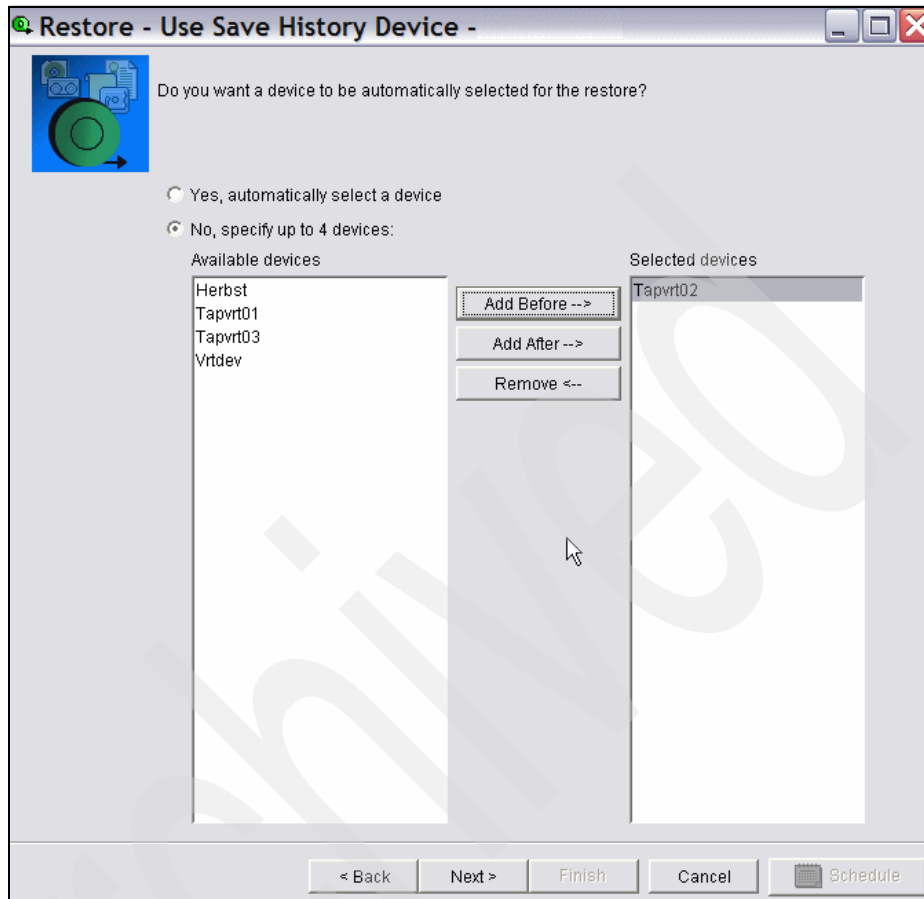 Restore - Use Save History Device -
Do you want a device to be automatically selected for the restore?
Yes, automatically select a device
No, specify up to 4 devices:
Available devices
Selected devices
Herbst
Tapvrt01
Tapvrt03
Vrtdev
Add Before -->
Add After -->
Remove <--
Tapvrt02
< Back
Next >
Finish
Cancel
Schedule